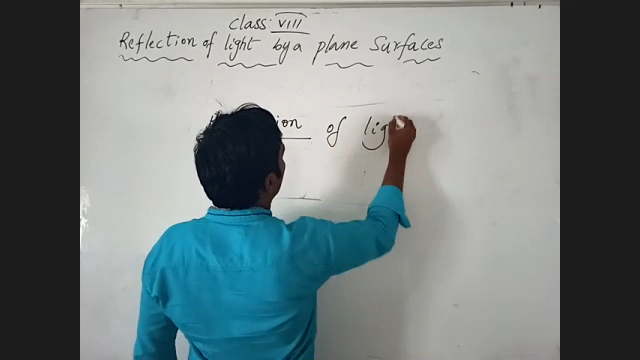 class: VIII
Reflection of light by a plane Surfaces
of